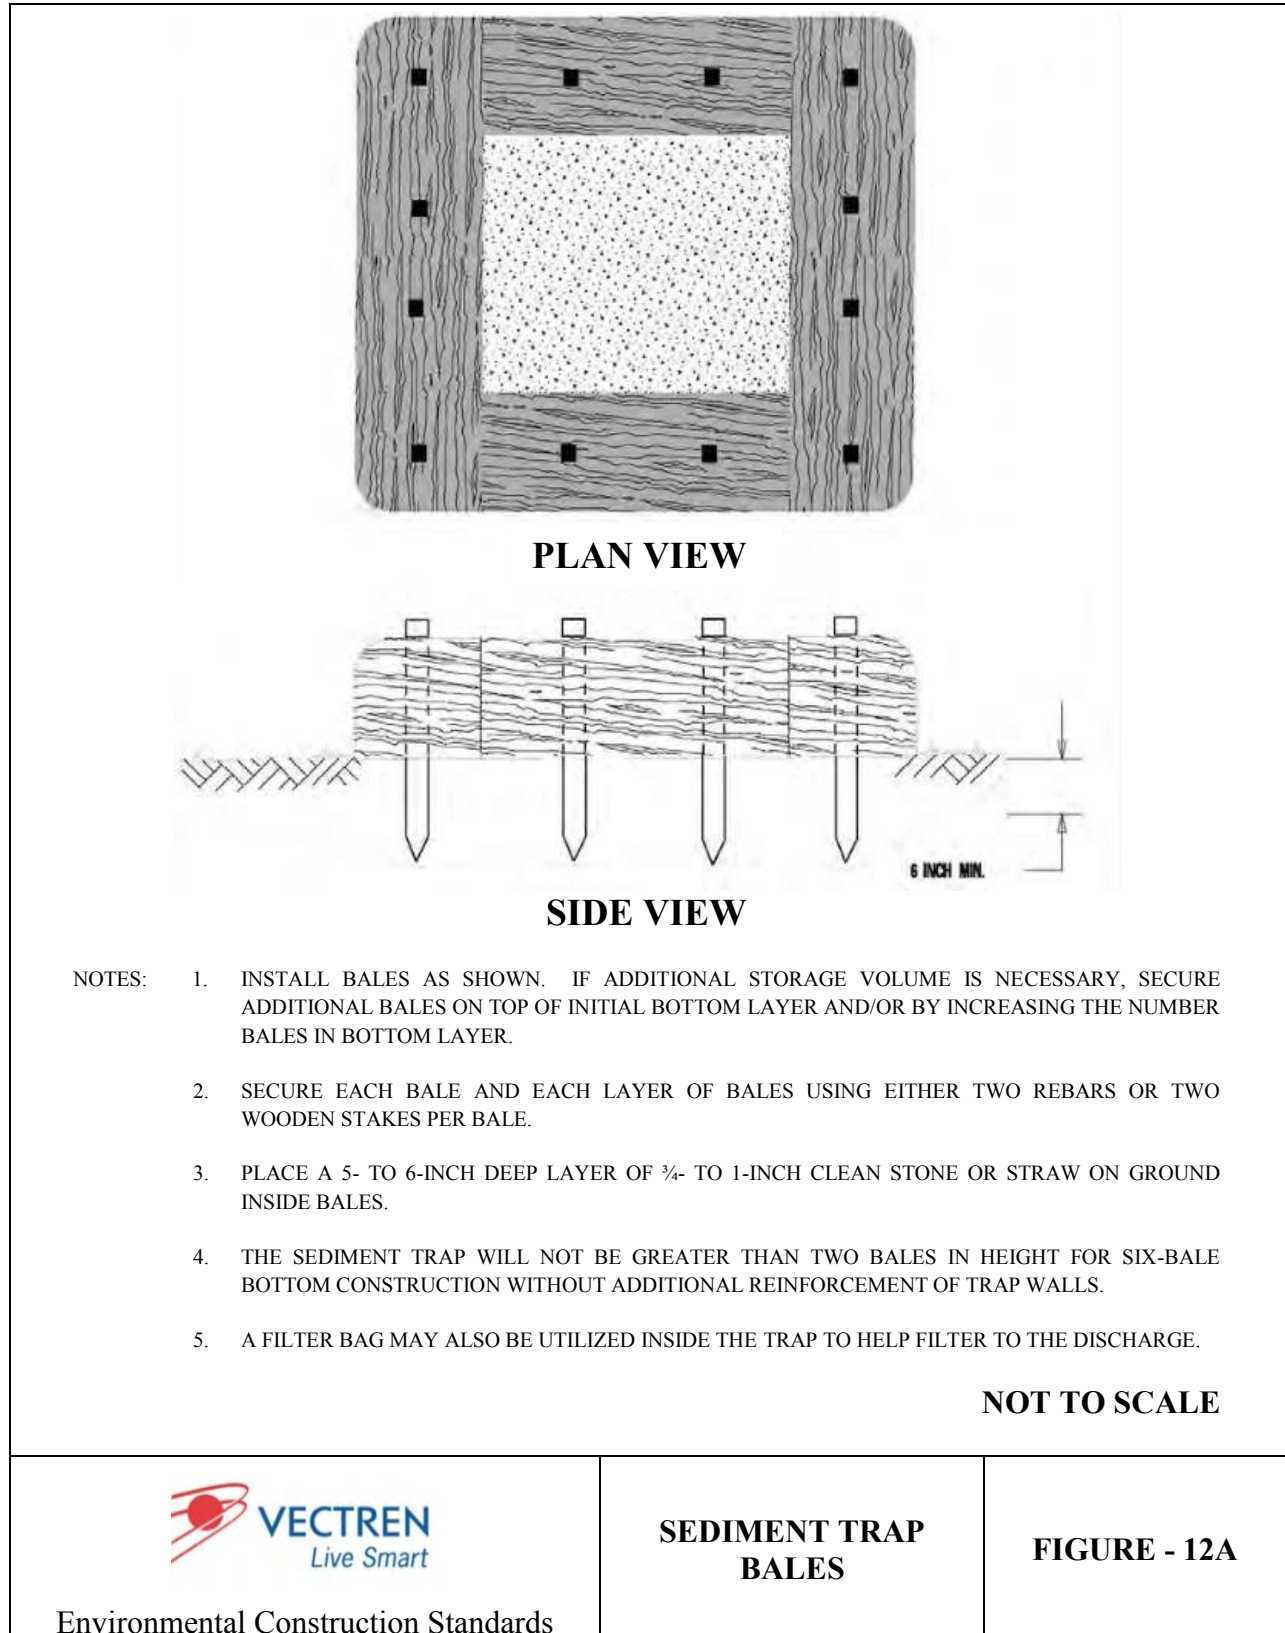 PLAN VIEW
6 INCH MIN.
SIDE VIEW
NOTES: 1. INSTALL BALES AS SHOWN. IF ADDITIONAL STORAGE VOLUME IS NECESSARY, SECURE
ADDITIONAL BALES ON TOP OF INITIAL BOTTOM LAYER AND/OR BY INCREASING THE NUMBER
BALES IN BOTTOM LAYER.
2. SECURE EACH BALE AND EACH LAYER OF BALES USING EITHER TWO REBARS OR TWO
WOODEN STAKES PER BALE.
3. PLACE A 5- TO 6-INCH DEEP LAYER OF ¾- TO 1-INCH CLEAN STONE OR STRAW ON GROUND
INSIDE BALES.
4. THE SEDIMENT TRAP WILL NOT BE GREATER THAN TWO BALES IN HEIGHT FOR SIX-BALE
BOTTOM CONSTRUCTION WITHOUT ADDITIONAL REINFORCEMENT OF TRAP WALLS.
5. A FILTER BAG MAY ALSO BE UTILIZED INSIDE THE TRAP TO HELP FILTER TO THE DISCHARGE.
NOT TO SCALE
VECTREN
Live Smart
Environmental Construction Standards
SEDIMENT TRAP
BALES
FIGURE - 12A